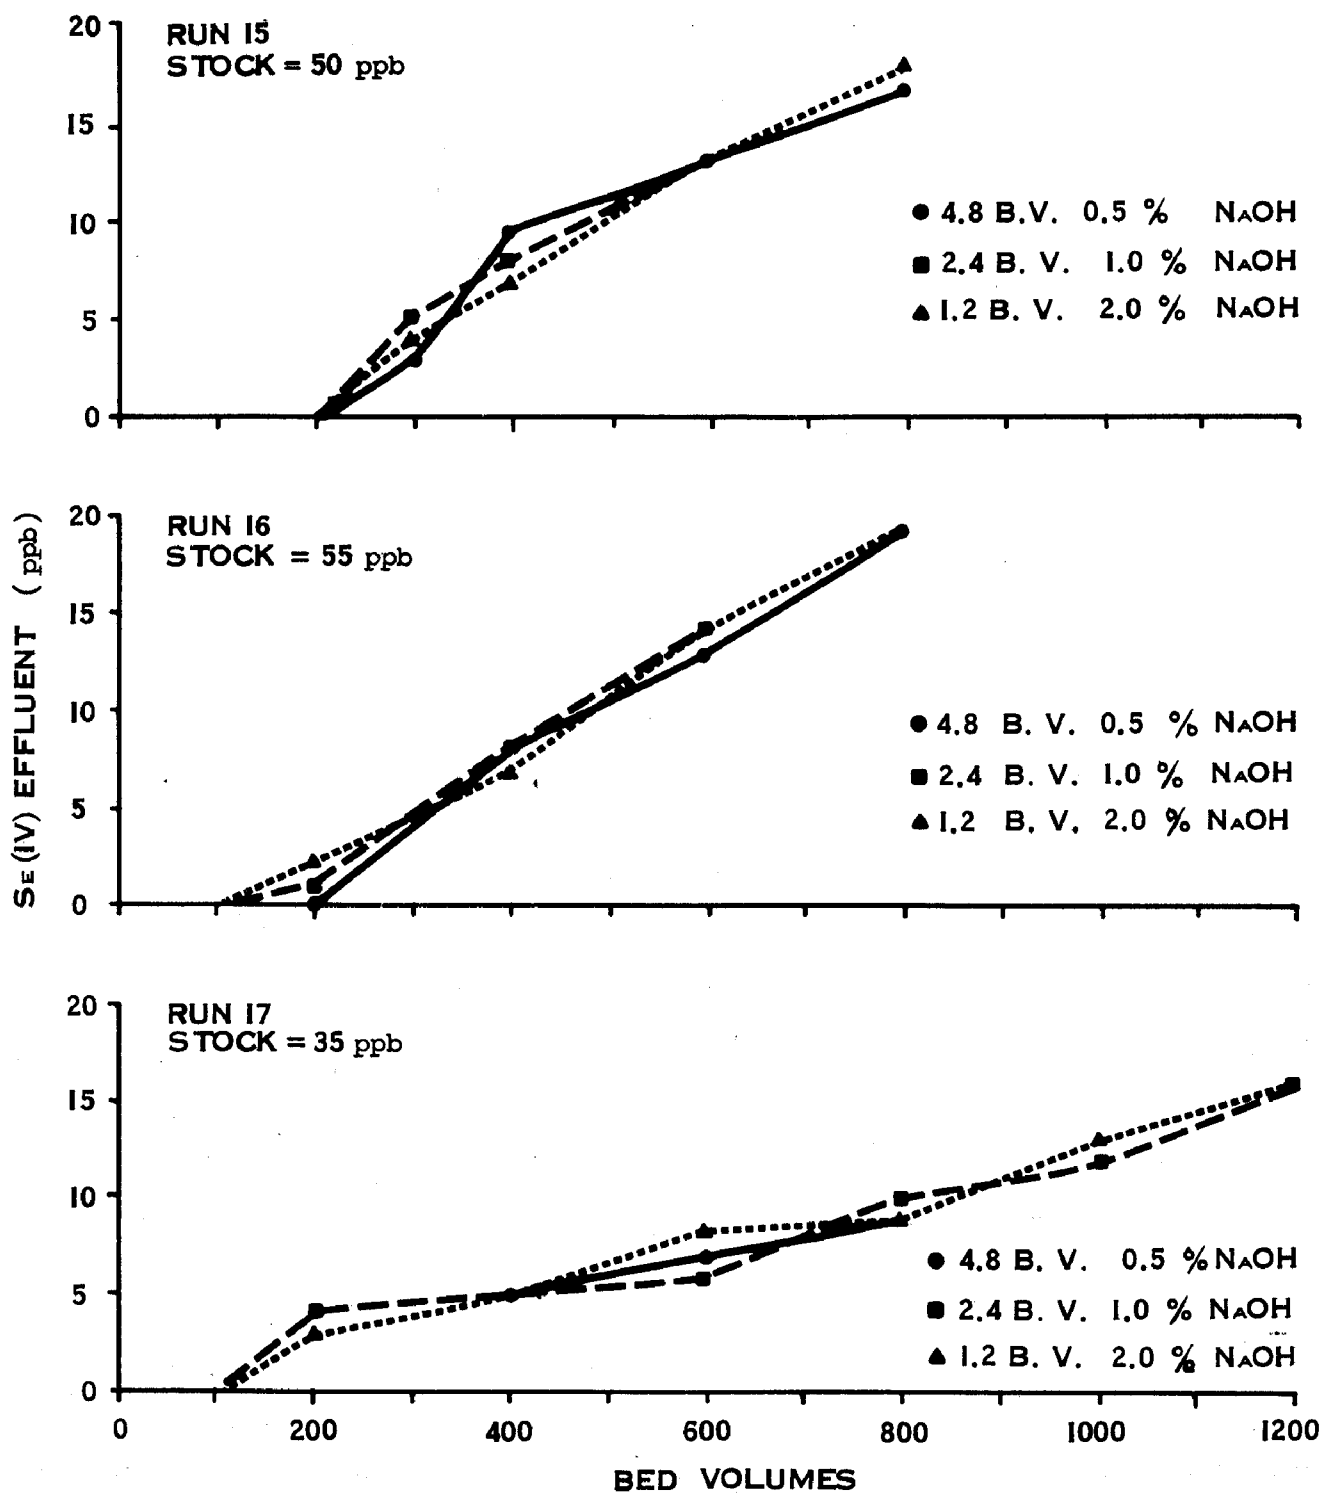 SE (IV) EFFLUENT ( ppb)
RUN 15
STOCK = 50 ppb
20
15
10
5
0
4.8 B.V. 0.5 % NAOH
2.4 B. V. 1.0 % NAOH
1.2 B. V. 2.0 % NAOH
RUN 16
STOCK = 55 ppb
20
15
10
5
0
4.8 B. V. 0.5 % NAOH
2.4 B. V. 1.0 % NAOH
1.2 B. V. 2.0 % NAOH
RUN 17
STOCK = 35 ppb
20
15
10
5
0
4.8 B. V. 0.5 % NAOH
2.4 B. V. 1.0 % NAOH
1.2 B. V. 2.0 % NAOH
0 200 400 600 800 1000 1200
BED VOLUMES